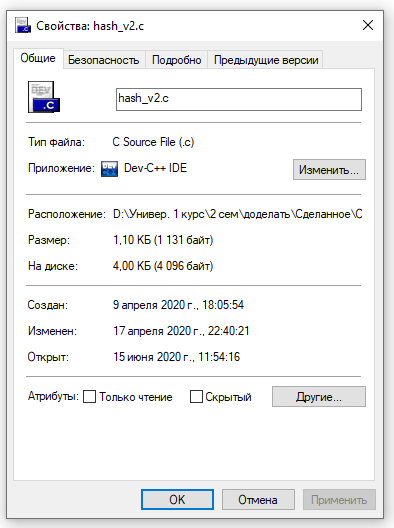 Свойства: hash_v2.c
Общие Безопасность Подробно Предыдущие версии
DEV
.C
hash_v2.c
Тип файла: C Source File (.c)
Приложение: DEV Dev-C++ IDE Изменить...
Расположение: D:\Универ. 1 курс\2 сем\доделать\Сделанное\С
Размер: 1,10 КБ (1 131 байт)
На диске: 4,00 КБ (4 096 байт)
Создан: 9 апреля 2020 г., 18:05:54
Изменен: 17 апреля 2020 г., 22:40:21
Открыт: 15 июня 2020 г., 11:54:16
Атрибуты: Только чтение Скрытый Другие...
OK Отмена Применить